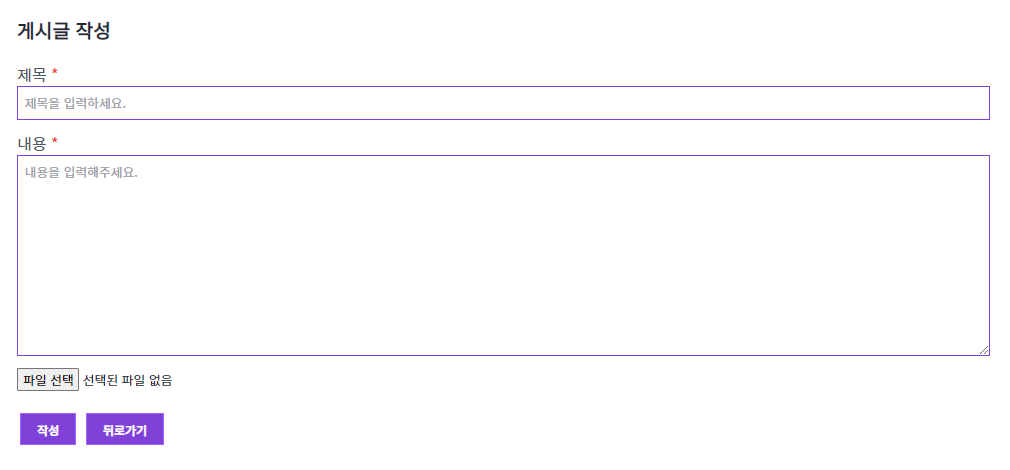 게시글 작성
제목 *
제목을 입력하세요.
내용 *
내용을 입력해주세요.
파일 선택 선택된 파일 없음
작성 뒤로가기